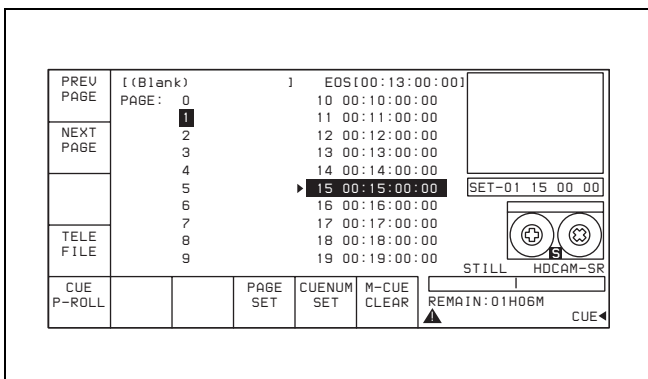 PREV
PAGE
NEXT
PAGE
TELE
FILE
CUE
P-ROLL
[(Blank) ] EOS[00:13:00:00]
PAGE: 0 10 00:10:00:00
1 11 00:11:00:00
2 12 00:12:00:00
3 13 00:13:00:00
4 14 00:14:00:00
5 ▶ 15 00:15:00:00
6 16 00:16:00:00
7 17 00:17:00:00
8 18 00:18:00:00
9 19 00:19:00:00
SET-01 15 00 00
S
STILL HDCAM-SR
PAGE
SET
CUENUM
SET
M-CUE
CLEAR
REMAIN:01H06M
CUE◀